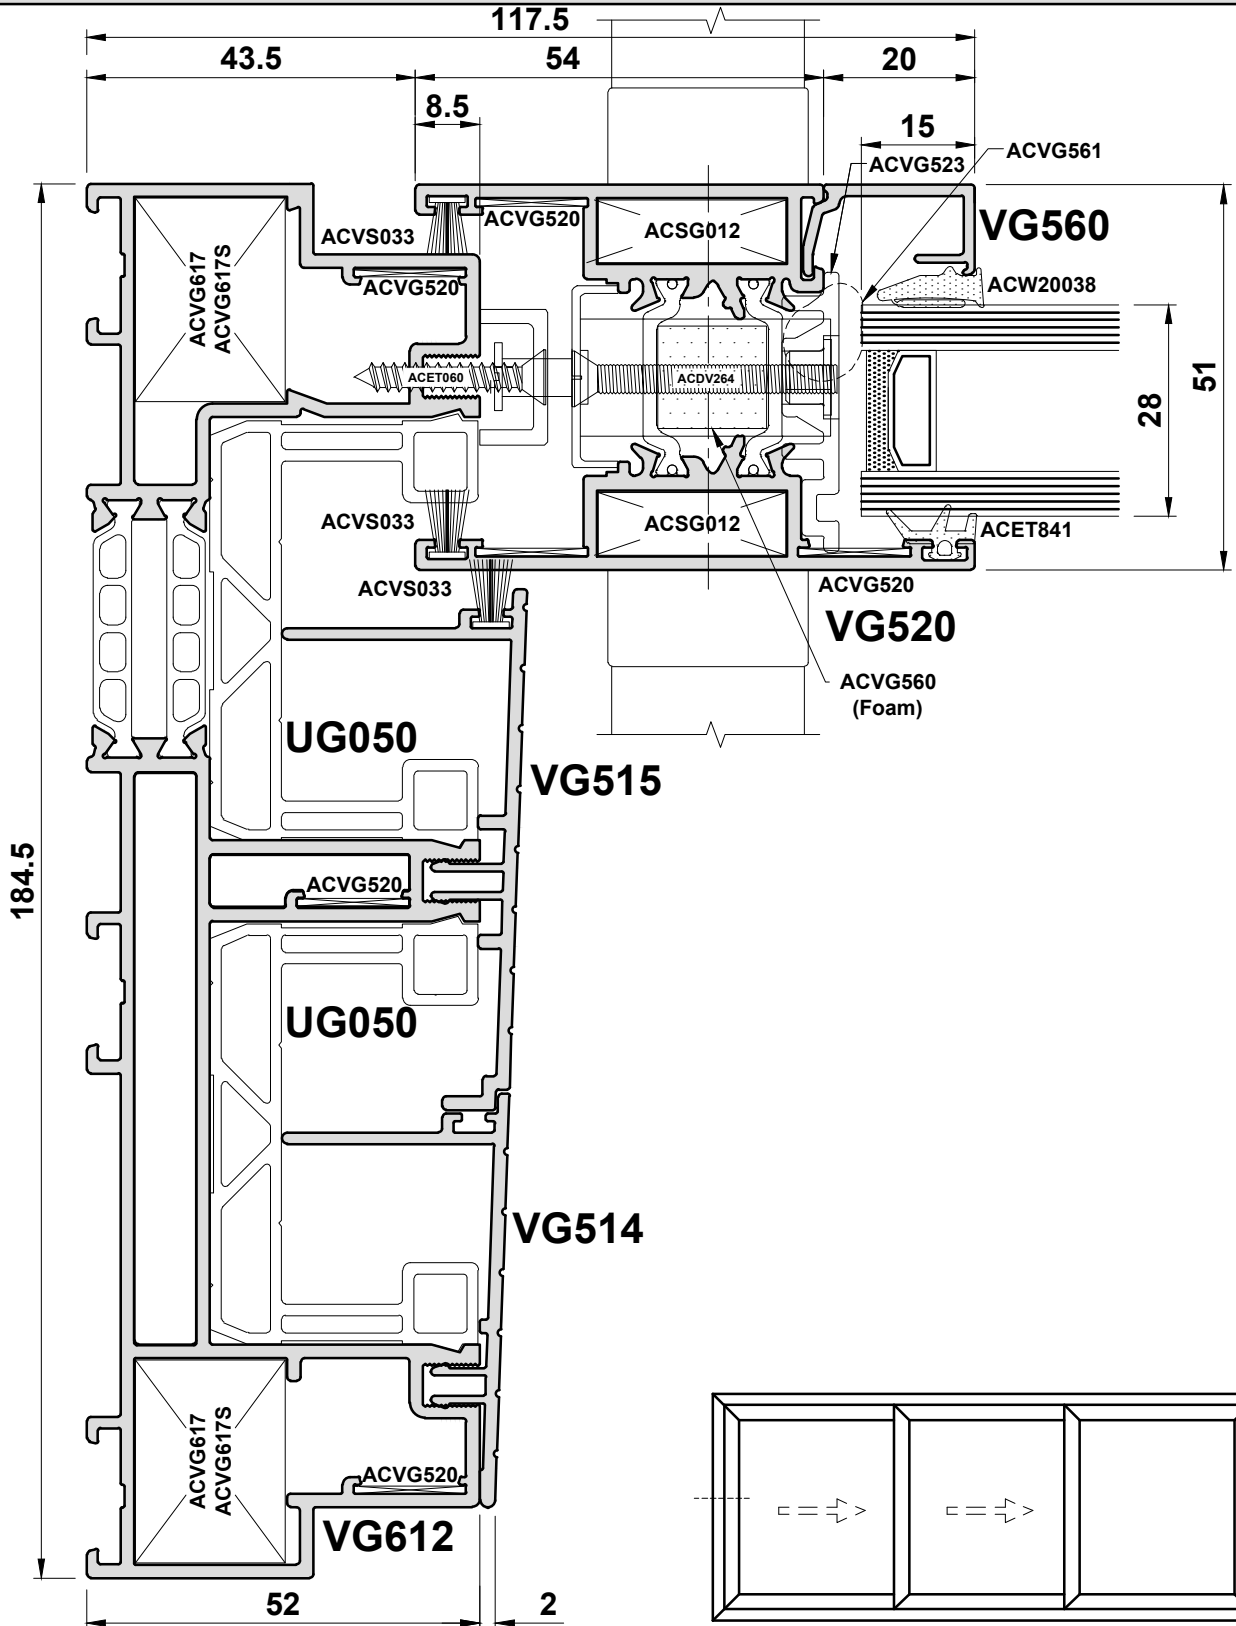 117.5
43.5
54
20
8.5
15
ACVG561
ACVG523
VG560
ACVS033
ACVG520
ACSG012
ACVG617
ACVG617S
ACVG520
ACW20038
ACET060
ACDV264
51
28
ACVS033
ACSG012
ACET841
ACVS033
ACVG520
VG520
ACVG560
(Foam)
UG050
VG515
184.5
ACVG520
UG050
VG514
ACVG617
ACVG617S
ACVG520
VG612
52
2